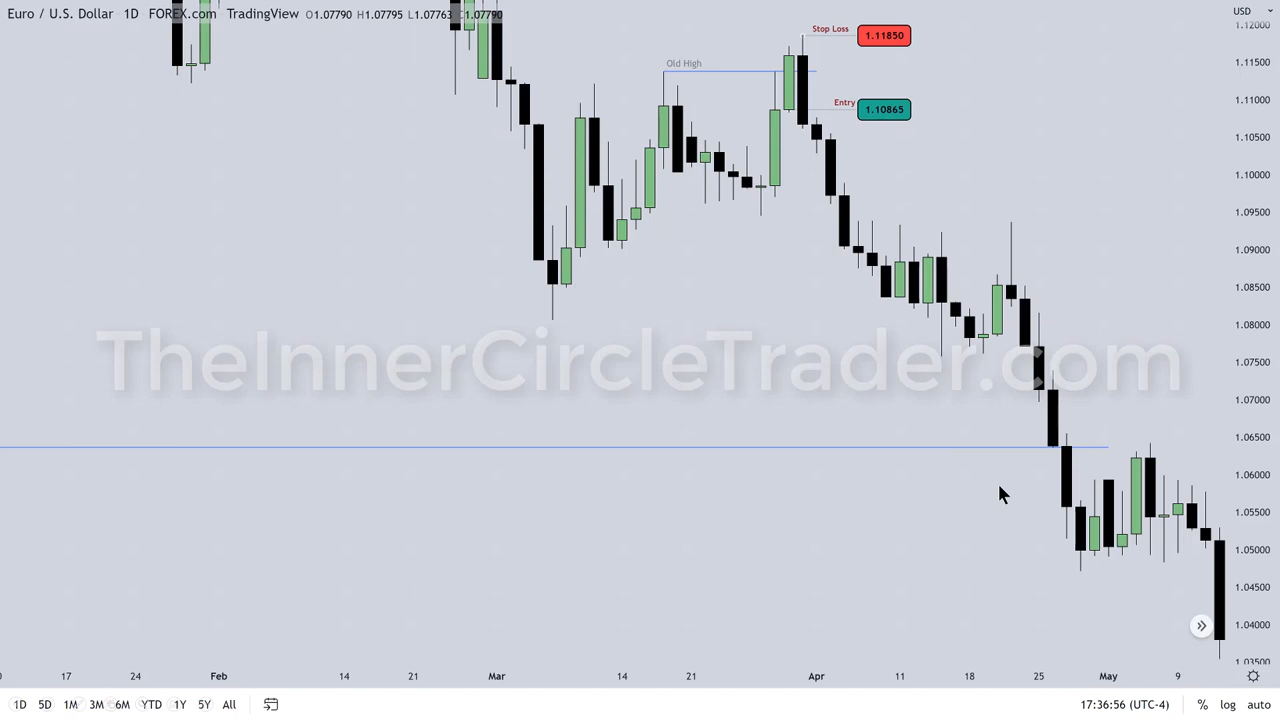 Euro / U.S. Dollar 1D FOREX.com TradingView O1.07790 H1.07795 L1.07763 C1.07790
USD
1.12000
Stop Loss 1.11850
Old High
1.11500
Entry 1.10865
1.11000
1.10500
1.10000
1.09500
1.09000
1.08500
1.08000
TheInnerCircleTrader.com
1.07500
1.07000
1.06500
1.06000
1.05500
1.05000
1.04500
1.04000
1.03500
17 24 Feb 14 21 Mar 14 21 Apr 11 18 25 May 9
1D 5D 1M 3M 6M YTD 1Y 5Y All 17:36:56 (UTC-4) % log auto